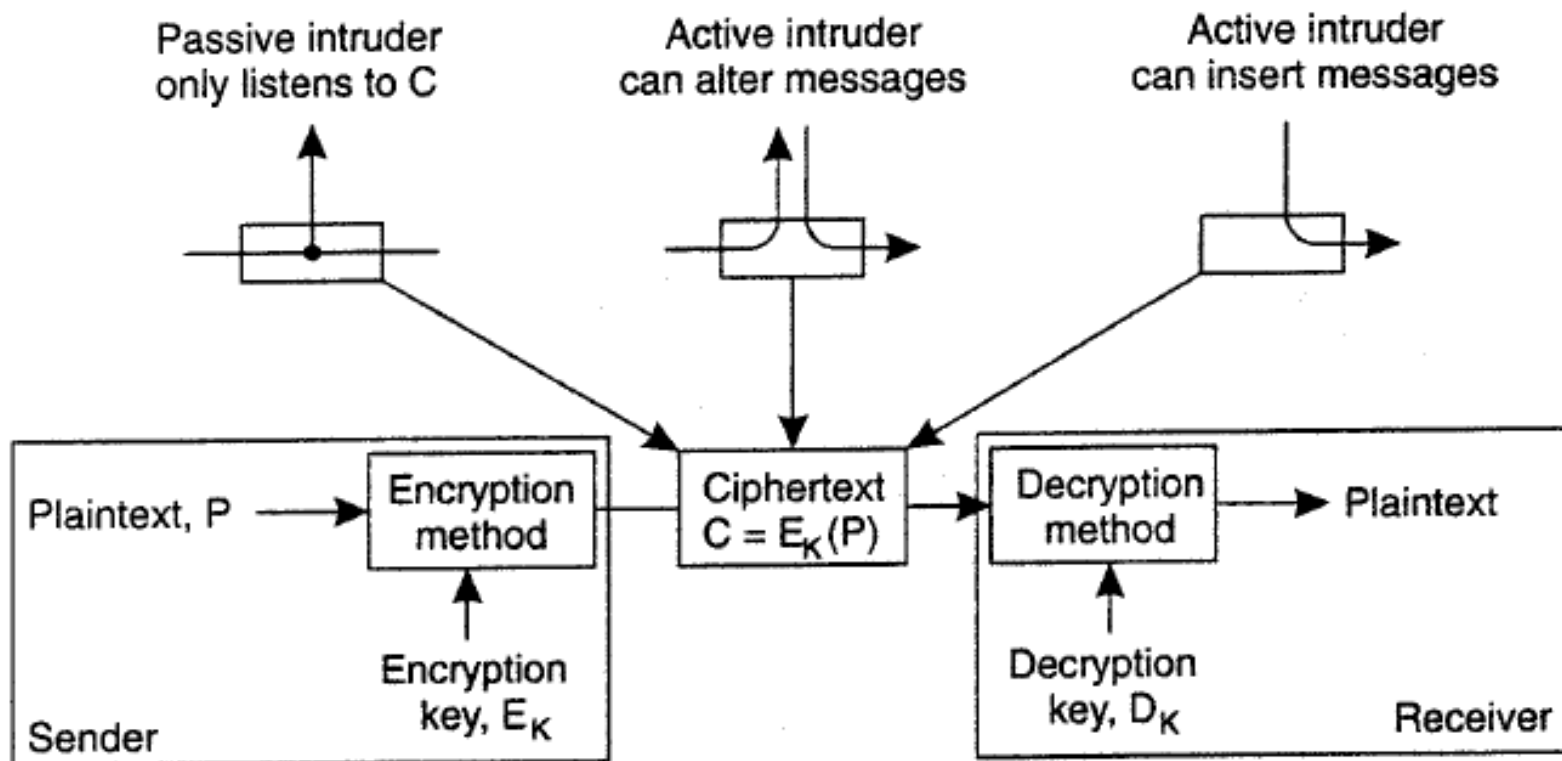 Passive intruder
only listens to C
Active intruder
can alter messages
Active intruder
can insert messages
Plaintext, P
Encryption
method
Ciphertext
C = E_K(P)
Decryption
method
Plaintext
Encryption
key, E_K
Decryption
key, D_K
Sender
Receiver